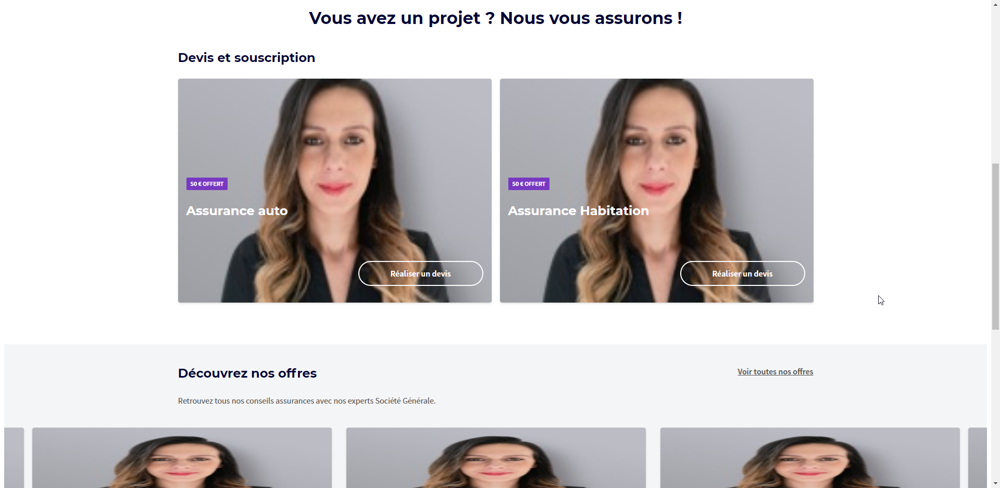 Vous avez un projet ? Nous vous assurons !
Devis et souscription
50 € OFFERT
Assurance auto
Réaliser un devis
50 € OFFERT
Assurance Habitation
Réaliser un devis
Découvrez nos offres
Voir toutes nos offres
Retrouvez tous nos conseils assurances avec nos experts Société Générale.